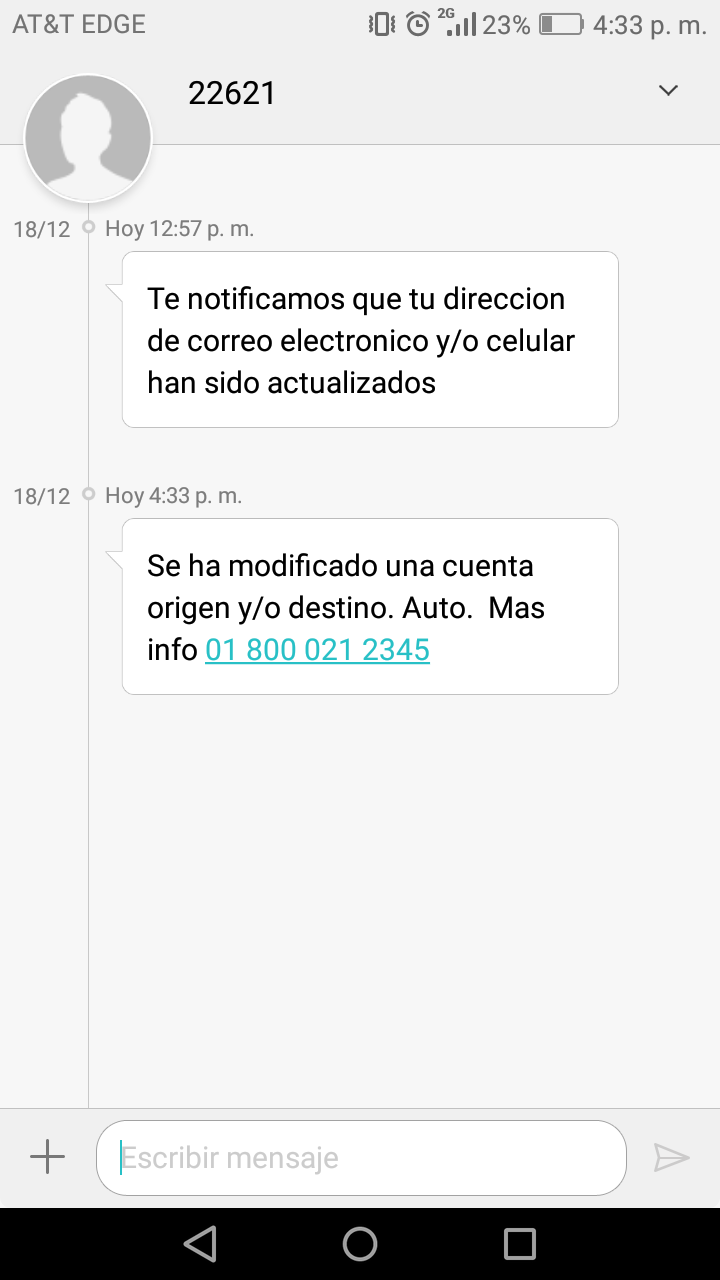 AT&T EDGE 2G 23% 4:33 p. m.
22621
18/12 Hoy 12:57 p. m.
Te notificamos que tu direccion
de correo electronico y/o celular
han sido actualizados
18/12 Hoy 4:33 p. m.
Se ha modificado una cuenta
origen y/o destino. Auto.  Mas
info 01 800 021 2345
Escribir mensaje